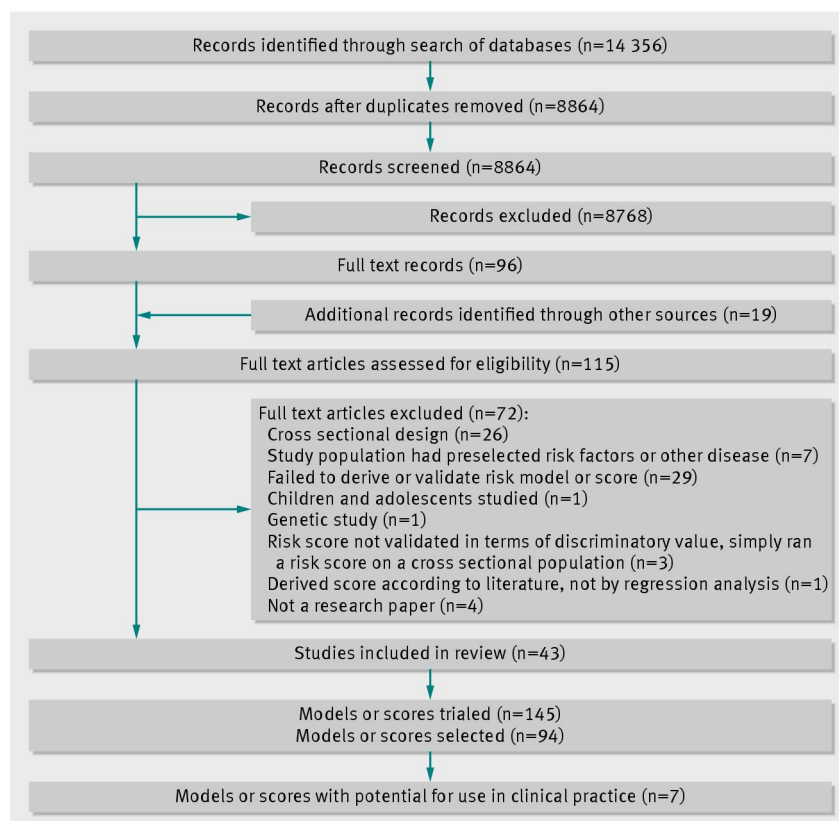 Records identified through search of databases (n=14 356)
Records after duplicates removed (n=8864)
Records screened (n=8864)
Records excluded (n=8768)
Full text records (n=96)
Additional records identified through other sources (n=19)
Full text articles assessed for eligibility (n=115)
Full text articles excluded (n=72):
Cross sectional design (n=26)
Study population had preselected risk factors or other disease (n=7)
Failed to derive or validate risk model or score (n=29)
Children and adolescents studied (n=1)
Genetic study (n=1)
Risk score not validated in terms of discriminatory value, simply ran
a risk score on a cross sectional population (n=3)
Derived score according to literature, not by regression analysis (n=1)
Not a research paper (n=4)
Studies included in review (n=43)
Models or scores trialed (n=145)
Models or scores selected (n=94)
Models or scores with potential for use in clinical practice (n=7)